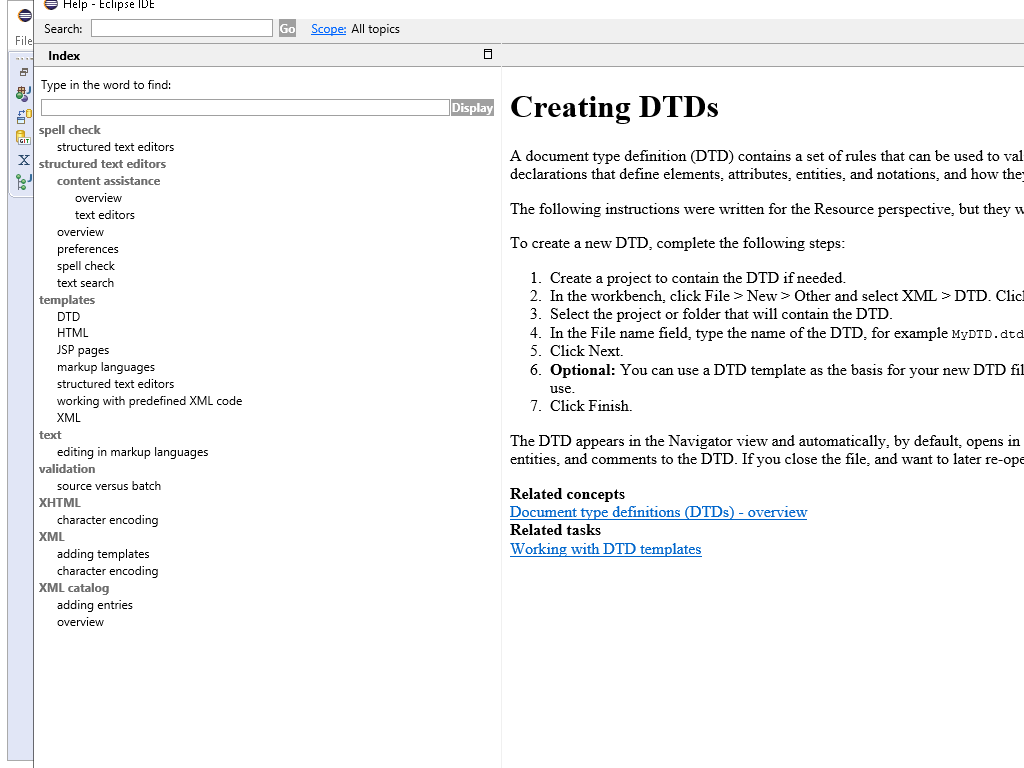 Help - Eclipse IDE
File
Search:
Go
Scope: All topics
Index
Type in the word to find:
Display
spell check
structured text editors
structured text editors
content assistance
overview
text editors
overview
preferences
spell check
text search
templates
DTD
HTML
JSP pages
markup languages
structured text editors
working with predefined XML code
XML
text
editing in markup languages
validation
source versus batch
XHTML
character encoding
XML
adding templates
character encoding
XML catalog
adding entries
overview
Creating DTDs
A document type definition (DTD) contains a set of rules that can be used to val
declarations that define elements, attributes, entities, and notations, and how they
The following instructions were written for the Resource perspective, but they w
To create a new DTD, complete the following steps:
1. Create a project to contain the DTD if needed.
2. In the workbench, click File > New > Other and select XML > DTD. Click
3. Select the project or folder that will contain the DTD.
4. In the File name field, type the name of the DTD, for example MyDTD.dtd
5. Click Next.
6. Optional: You can use a DTD template as the basis for your new DTD fil
use.
7. Click Finish.
The DTD appears in the Navigator view and automatically, by default, opens in
entities, and comments to the DTD. If you close the file, and want to later re-ope
Related concepts
Document type definitions (DTDs) - overview
Related tasks
Working with DTD templates